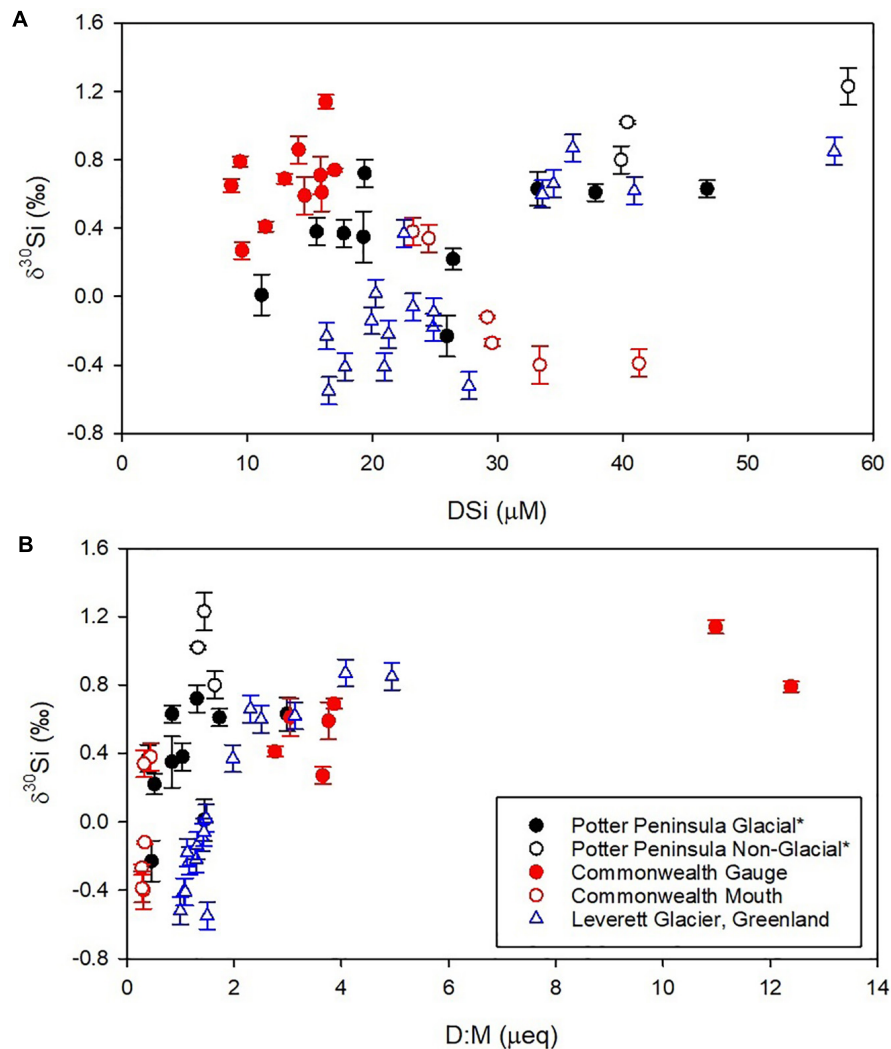 A
1.6
1.2
0.8
0.4
0.0
-0.4
-0.8
δ30Si (‰)
0 10 20 30 40 50 60
DSi (μM)
B
1.6
1.2
0.8
0.4
0.0
-0.4
-0.8
δ30Si (‰)
Potter Peninsula Glacial*
Potter Peninsula Non-Glacial*
Commonwealth Gauge
Commonwealth Mouth
Leverett Glacier, Greenland
0 2 4 6 8 10 12 14
D:M (μeq)